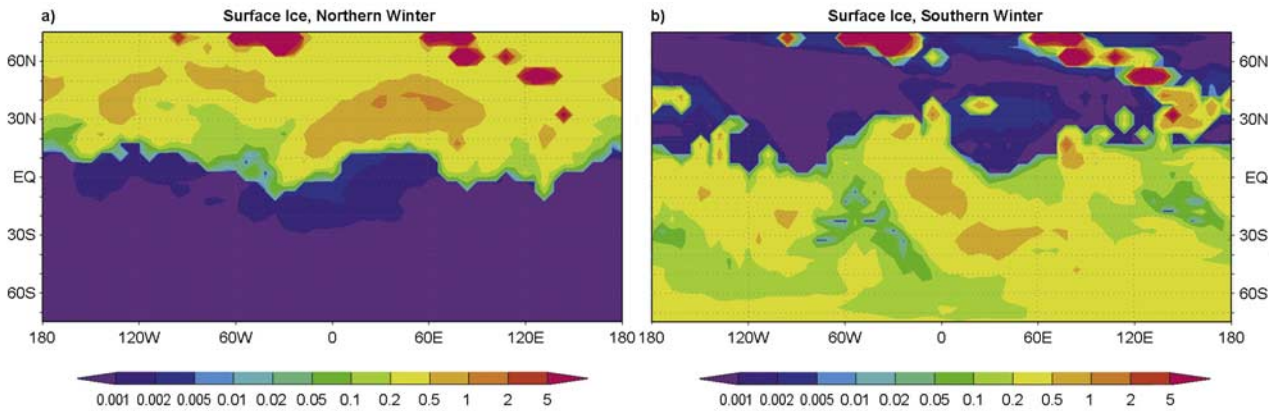 a) Surface Ice, Northern Winter
60N
30N
EQ
30S
60S
180 120W 60W 0 60E 120E 180
0.001 0.002 0.005 0.01 0.02 0.05 0.1 0.2 0.5 1 2 5
b) Surface Ice, Southern Winter
60N
30N
EQ
30S
60S
180 120W 60W 0 60E 120E 180
0.001 0.002 0.005 0.01 0.02 0.05 0.1 0.2 0.5 1 2 5